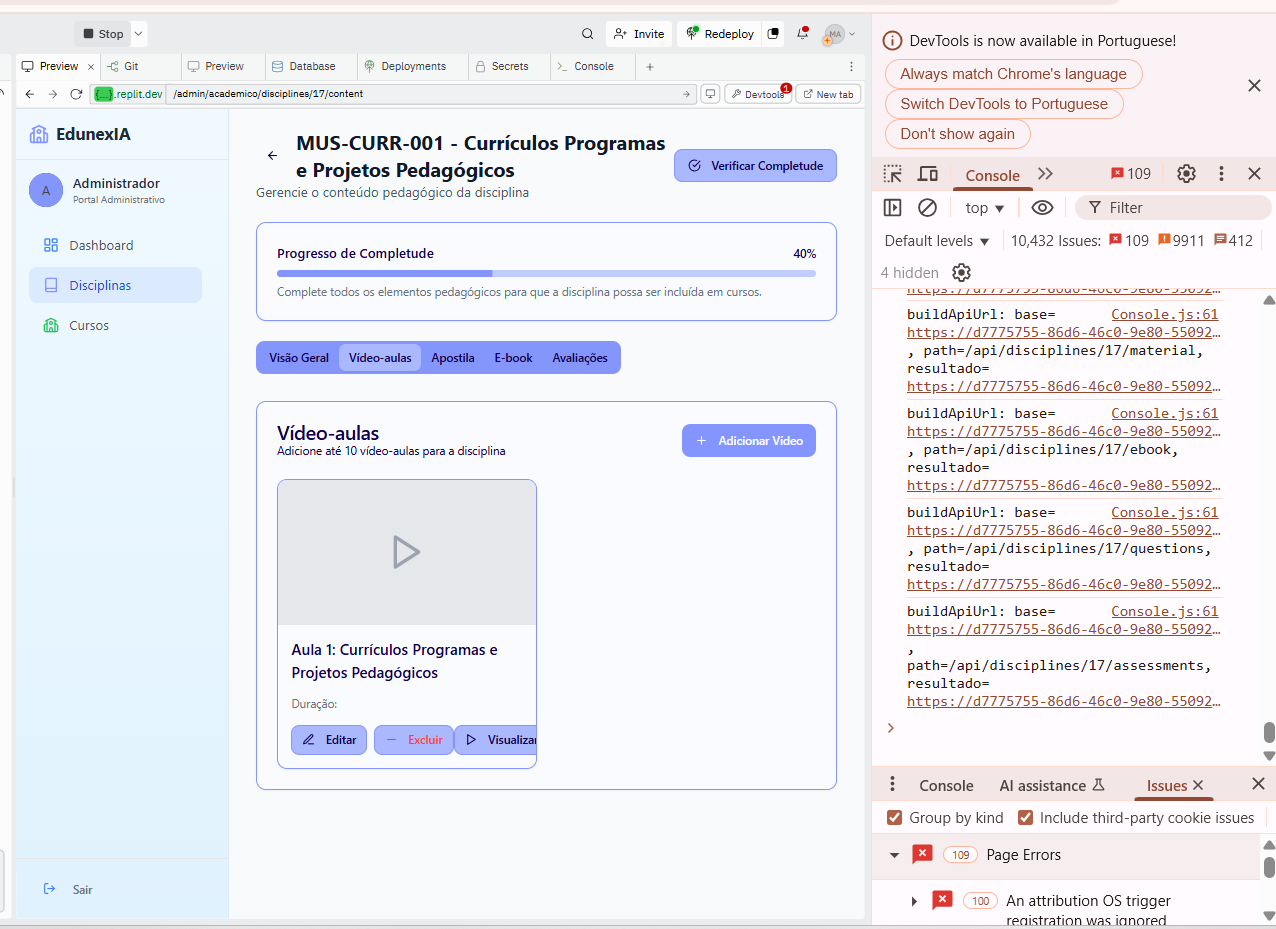 Stop
Invite
Redeploy
MA
Preview
Git
Preview
Database
Deployments
Secrets
Console
{...}.replit.dev
/admin/academico/disciplines/17/content
Devtools
1
New tab
EdunexIA
A
Administrador
Portal Administrativo
Dashboard
Disciplinas
Cursos
Sair
MUS-CURR-001 - Currículos Programas
e Projetos Pedagógicos
Gerencie o conteúdo pedagógico da disciplina
Verificar Completude
Progresso de Completude
40%
Complete todos os elementos pedagógicos para que a disciplina possa ser incluída em cursos.
Visão Geral
Vídeo-aulas
Apostila
E-book
Avaliações
Vídeo-aulas
Adicione até 10 vídeo-aulas para a disciplina
Adicionar Vídeo
Aula 1: Currículos Programas e
Projetos Pedagógicos
Duração:
Editar
Excluir
Visualizar
DevTools is now available in Portuguese!
Always match Chrome's language
Switch DevTools to Portuguese
Don't show again
Console
109
top
Filter
Default levels
10,432 Issues:
109
9911
412
4 hidden
https://d7775755-86d6-46c0-9e80-55092…
buildApiUrl: base= Console.js:61
https://d7775755-86d6-46c0-9e80-55092…
, path=/api/disciplines/17/material,
resultado=
https://d7775755-86d6-46c0-9e80-55092…
buildApiUrl: base= Console.js:61
https://d7775755-86d6-46c0-9e80-55092…
, path=/api/disciplines/17/ebook,
resultado=
https://d7775755-86d6-46c0-9e80-55092…
buildApiUrl: base= Console.js:61
https://d7775755-86d6-46c0-9e80-55092…
, path=/api/disciplines/17/questions,
resultado=
https://d7775755-86d6-46c0-9e80-55092…
buildApiUrl: base= Console.js:61
https://d7775755-86d6-46c0-9e80-55092…
,
path=/api/disciplines/17/assessments,
resultado=
https://d7775755-86d6-46c0-9e80-55092…
Console
AI assistance
Issues
Group by kind
Include third-party cookie issues
109
Page Errors
100
An attribution OS trigger
registration was ignored